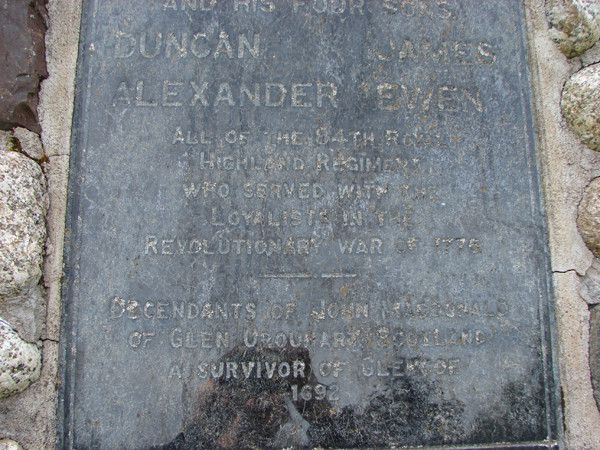 AND HIS FOUR SONS
DUNCAN JAMES
ALEXANDER EWEN
ALL OF THE 84TH ROYAL
HIGHLAND REGIMENT
WHO SERVED WITH THE
LOYALISTS IN THE
REVOLUTIONARY WAR OF 1776
DECENDANTS OF JOHN MACDONALD
OF GLEN URQUHART SCOTLAND
A SURVIVOR OF GLENCOE
1692